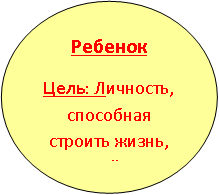 Ребенок
Цель: Личность,
способная
строить жизнь,